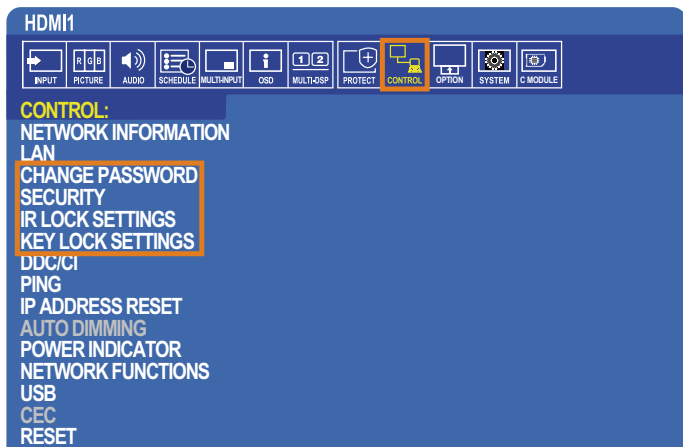 HDMI1
INPUT RGB PICTURE AUDIO SCHEDULE MULTI-INPUT OSD 12 MULTI-DSP PROTECT CONTROL OPTION SYSTEM C MODULE
CONTROL:
NETWORK INFORMATION
LAN
CHANGE PASSWORD
SECURITY
IR LOCK SETTINGS
KEY LOCK SETTINGS
DDC/CI
PING
IP ADDRESS RESET
AUTO DIMMING
POWER INDICATOR
NETWORK FUNCTIONS
USB
CEC
RESET